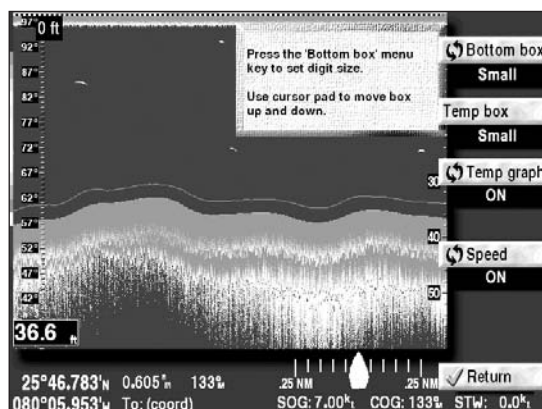 0 ft
97°
92°
87°
82°
77°
72°
67°
62°
57°
52°
47°
42°
36.6 ft
Press the 'Bottom box' menu
key to set digit size.
Use cursor pad to move box
up and down.
30
40
50
Bottom box
Small
Temp box
Small
Temp graph
ON
Speed
ON
Return
25°46.783'N 0.605 133
080°05.953'W To: (coord)
.25 NM .25 NM
SOG: 7.00kt COG: 133 STW: 0.0kt